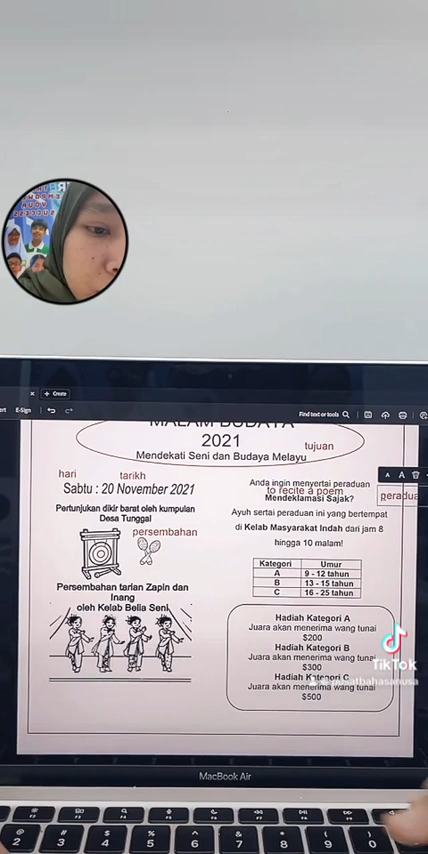 Create
E-Sign
Find text or tools
MALAM BUDAYA
2021
tujuan
Mendekati Seni dan Budaya Melayu
hari
tarikh
Sabtu : 20 November 2021
Pertunjukan dikir barat oleh kumpulan
Desa Tunggal
persembahan
Persembahan tarian Zapin dan
Inang
oleh Kelab Belia Seni
Anda ingin menyertai peraduan
to recite a poem
Mendeklamasi Sajak?
Ayuh sertai peraduan ini yang bertempat
di Kelab Masyarakat Indah dari jam 8
hingga 10 malam!
Kategori Umur
A 9 - 12 tahun
B 13 - 15 tahun
C 16 - 25 tahun
Hadiah Kategori A
Juara akan menerima wang tunai
$200
Hadiah Kategori B
Juara akan menerima wang tunai
$300
Hadiah Kategori C
Juara akan menerima wang tunai
$500
TikTok
MacBook Air